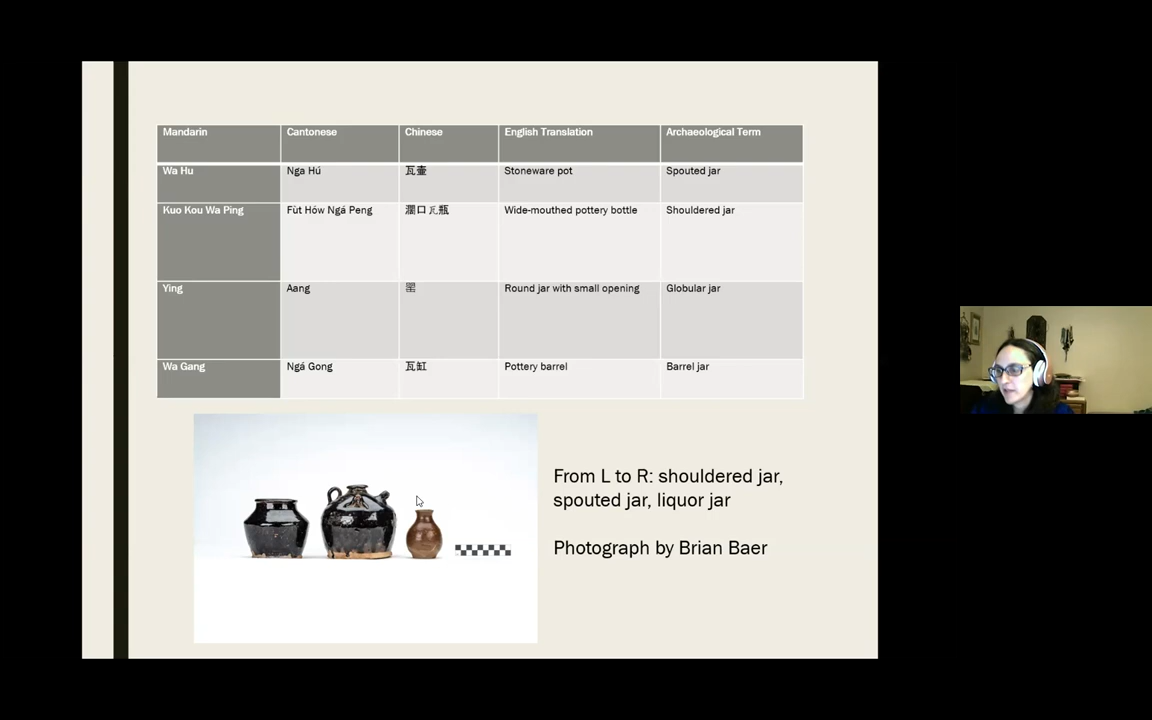 Mandarin Cantonese Chinese English Translation Archaeological Term
Wa Hu Nga Hú 瓦壷 Stoneware pot Spouted jar
Kuo Kou Wa Ping Fùt Hów Ngá Peng 濶口瓦瓶 Wide-mouthed pottery bottle Shouldered jar
Ying Aang 罌 Round jar with small opening Globular jar
Wa Gang Ngá Gong 瓦缸 Pottery barrel Barrel jar
From L to R: shouldered jar,
spouted jar, liquor jar
Photograph by Brian Baer